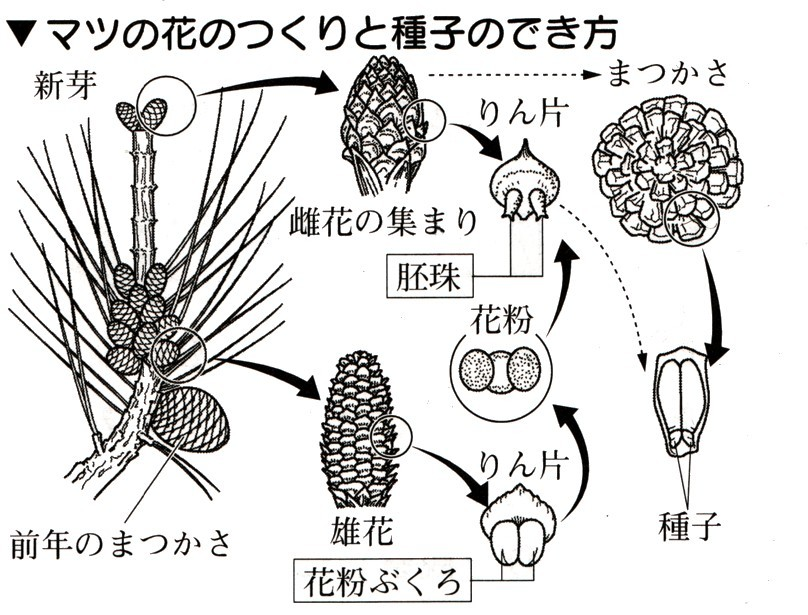 ▼マツの花のつくりと種子のでき方
新芽
まつかさ
りん片
雌花の集まり
胚珠
花粉
りん片
種子
前年のまつかさ
雄花
花粉ぶくろ